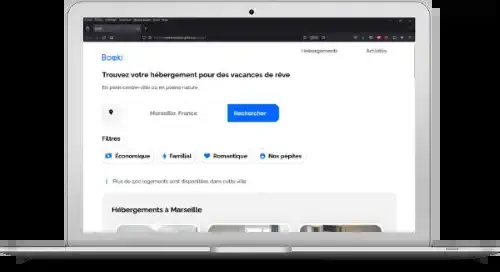 Booki
Hébergements Activités
Trouvez votre hébergement pour des vacances de rêve
En plein centre-ville ou en pleine nature
Marseille, France Rechercher
Filtres
Économique Familial Romantique Nos pépites
Plus de 500 logements sont disponibles dans cette ville
Hébergements à Marseille